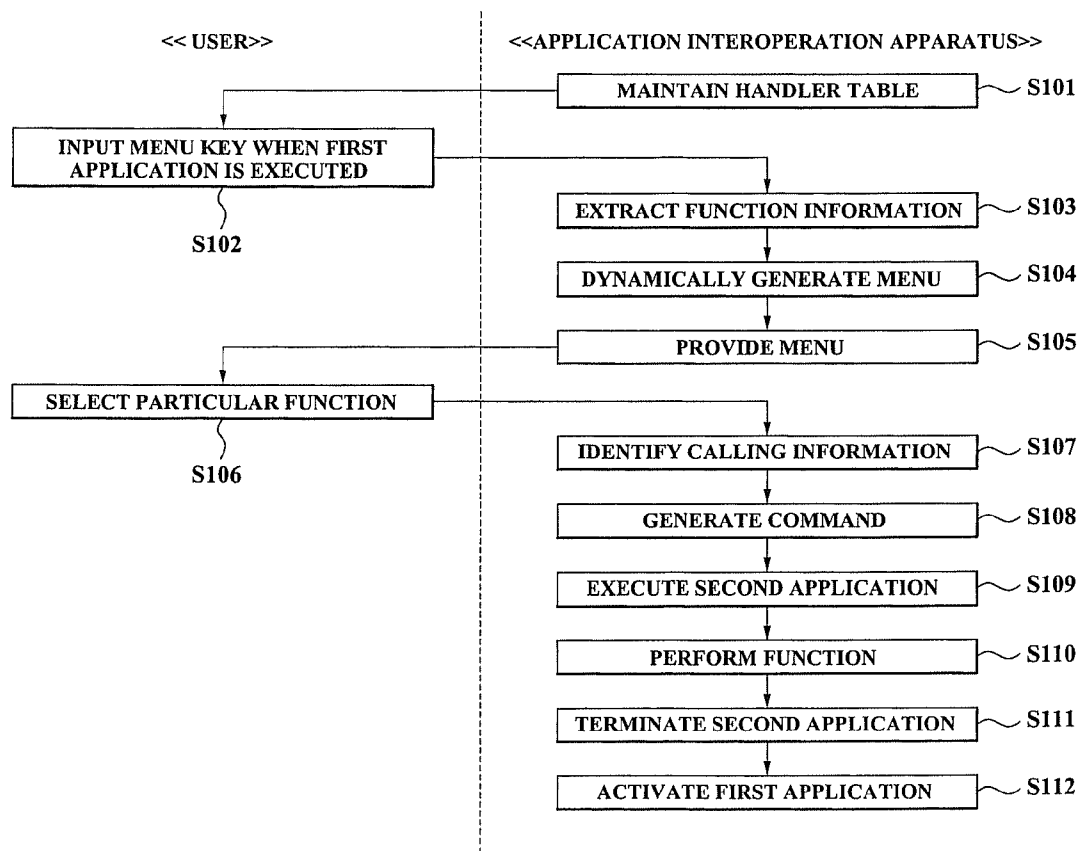 << USER>>
<<APPLICATION INTEROPERATION APPARATUS>>
MAINTAIN HANDLER TABLE
S101
INPUT MENU KEY WHEN FIRST
APPLICATION IS EXECUTED
S102
EXTRACT FUNCTION INFORMATION
S103
DYNAMICALLY GENERATE MENU
S104
PROVIDE MENU
S105
SELECT PARTICULAR FUNCTION
S106
IDENTIFY CALLING INFORMATION
S107
GENERATE COMMAND
S108
EXECUTE SECOND APPLICATION
S109
PERFORM FUNCTION
S110
TERMINATE SECOND APPLICATION
S111
ACTIVATE FIRST APPLICATION
S112